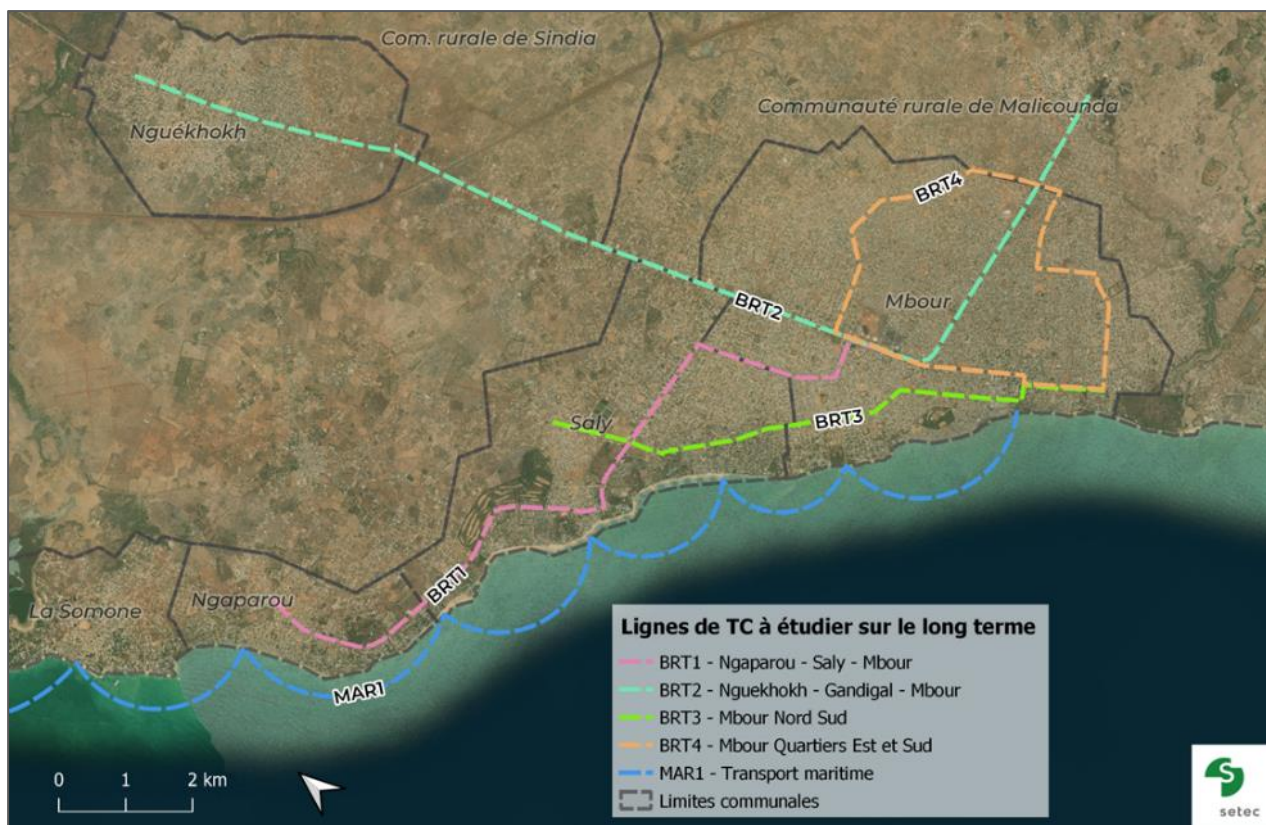 Com. rurale de Sindia
Communauté rurale de Malicounda
Nguékhokh
BRT4
BRT2
Mbour
Saly
BRT3
BRT1
La Somone
Ngaparou
MAR1
Lignes de TC à étudier sur le long terme
BRT1 - Ngaparou - Saly - Mbour
BRT2 - Nguekhokh - Gandigal - Mbour
BRT3 - Mbour Nord Sud
BRT4 - Mbour Quartiers Est et Sud
MAR1 - Transport maritime
Limites communales
0 1 2 km
setec